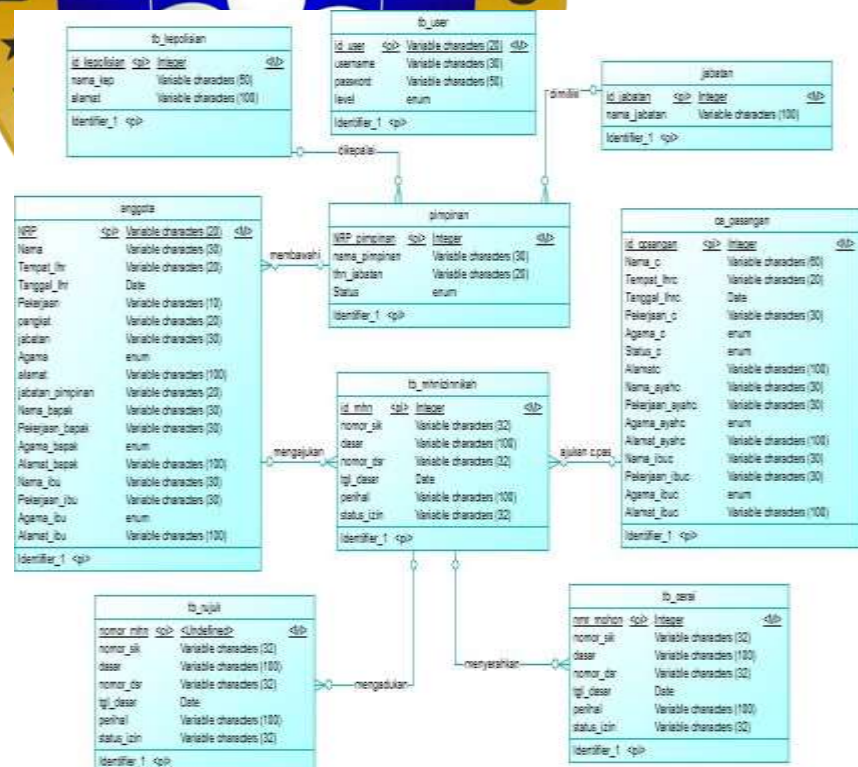 tb_kepolisian
id_kepolisian <pi> Integer <M>
nama_kep Variable characters (50)
alamat Variable characters (100)
Identifier_1 <pi>
tb_user
id_user <pi> Variable characters (20) <M>
username Variable characters (30)
password Variable characters (50)
level enum
Identifier_1 <pi>
jabatan
id_jabatan <pi> Integer <M>
nama_jabatan Variable characters (100)
Identifier_1 <pi>
dimiliki
dikepalai
anggota
NRP <pi> Variable characters (20) <M>
Nama Variable characters (30)
Tempat_lhr Variable characters (20)
Tanggal_lhr Date
Pekerjaan Variable characters (10)
pangkat Variable characters (20)
jabatan Variable characters (30)
Agama enum
alamat Variable characters (100)
jabatan_pimpinan Variable characters (20)
Nama_bapak Variable characters (30)
Pekerjaan_bapak Variable characters (30)
Agama_bapak enum
Alamat_bapak Variable characters (100)
Nama_ibu Variable characters (30)
Pekerjaan_ibu Variable characters (30)
Agama_ibu enum
Alamat_ibu Variable characters (100)
Identifier_1 <pi>
membawahi
pimpinan
NRP_pimpinan <pi> Integer <M>
nama_pimpinan Variable characters (30)
thn_jabatan Variable characters (20)
Status enum
Identifier_1 <pi>
ca_pasangan
id_cpsangan <pi> Integer <M>
Nama_c Variable characters (60)
Tempat_lhrc Variable characters (20)
Tanggal_lhrc Date
Pekerjaan_c Variable characters (30)
Agama_c enum
Status_c enum
Alamatc Variable characters (100)
Nama_ayahc Variable characters (30)
Pekerjaan_ayahc Variable characters (30)
Agama_ayahc enum
Alamat_ayahc Variable characters (100)
Nama_ibuc Variable characters (30)
Pekerjaan_ibuc Variable characters (30)
Agama_ibuc enum
Alamat_ibuc Variable characters (100)
Identifier_1 <pi>
mengajukan
tb_mhnizinnikah
id_mhn <pi> Integer <M>
nomor_sik Variable characters (32)
dasar Variable characters (100)
nomor_dsr Variable characters (32)
tgl_dasar Date
perihal Variable characters (100)
status_izin Variable characters (32)
Identifier_1 <pi>
ajukan c.pas
tb_rujuk
nomor_mhn <pi> <Undefined> <M>
nomor_sik Variable characters (32)
dasar Variable characters (100)
nomor_dsr Variable characters (32)
tgl_dasar Date
perihal Variable characters (100)
status_izin Variable characters (32)
Identifier_1 <pi>
mengadukan
menyerahkan
tb_cerai
nmr_mohon <pi> Integer <M>
nomor_sik Variable characters (32)
dasar Variable characters (100)
nomor_dsr Variable characters (32)
tgl_dasar Date
perihal Variable characters (100)
status_izin Variable characters (32)
Identifier_1 <pi>